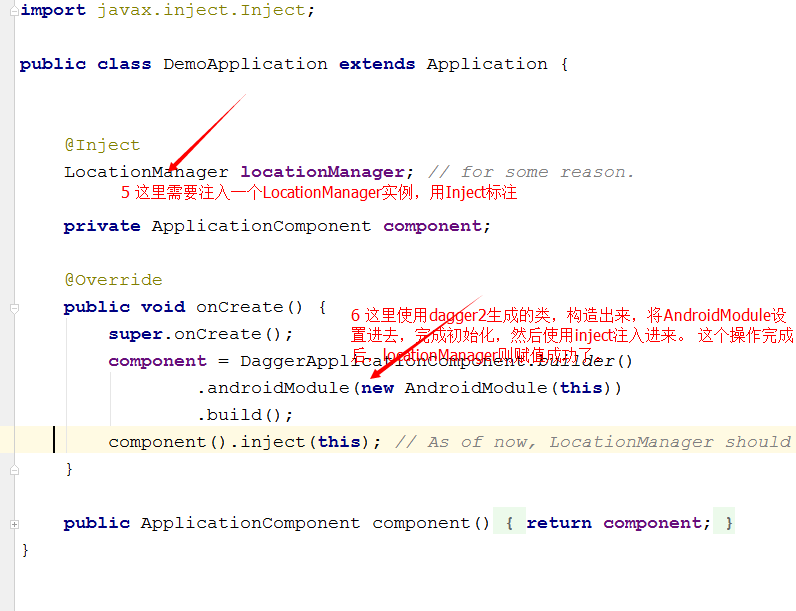 import javax.inject.Inject;
public class DemoApplication extends Application {
@Inject
LocationManager locationManager; // for some reason.
5 这里需要注入一个LocationManager实例，用Inject标注
private ApplicationComponent component;
@Override
public void onCreate() {
6 这里使用dagger2生成的类，构造出来，将AndroidModule设
super.onCreate();
置进去，完成初始化，然后使用inject注入进来。 这个操作完成
后，locationManager则赋值成功了。
component = DaggerApplicationComponent.builder()
.androidModule(new AndroidModule(this))
.build();
component().inject(this); // As of now, LocationManager should
}
public ApplicationComponent component() { return component; }
}